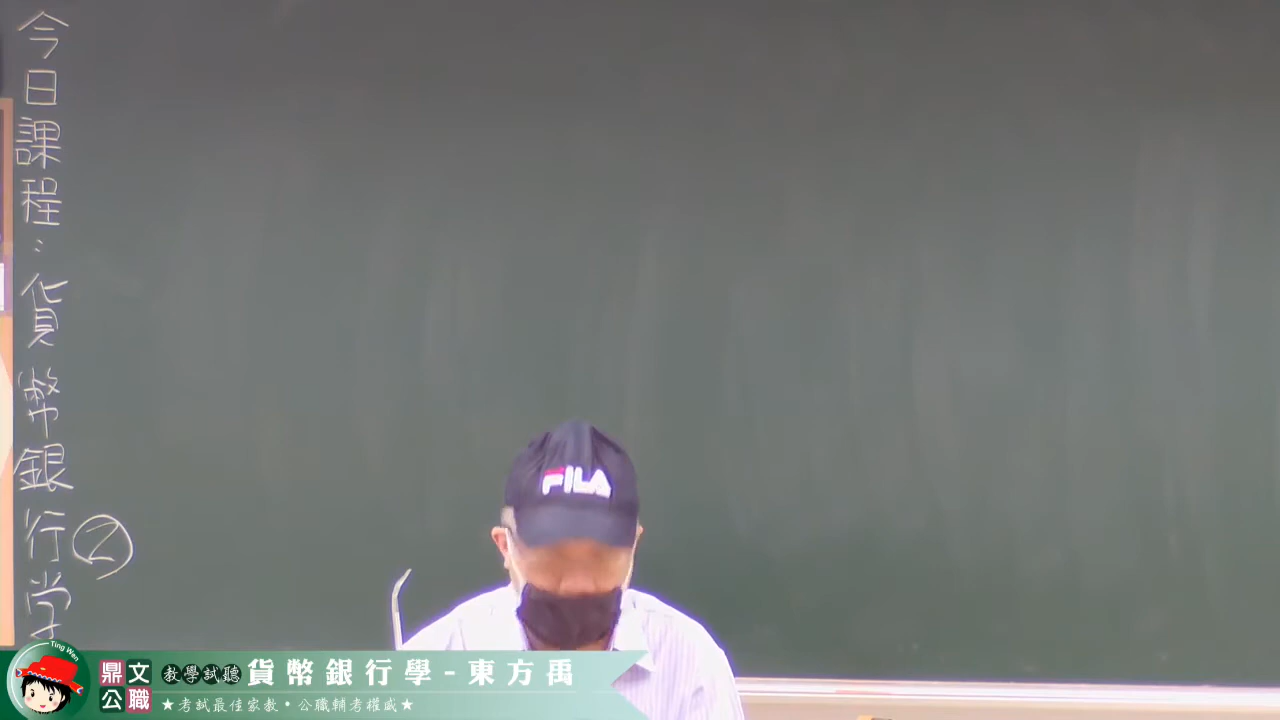 今日課程：貨幣銀行学②
FILA
Ting Wen
鼎文公職
教學試聽 貨幣銀行學-東方禹
★考試最佳家教•公職輔考權威★